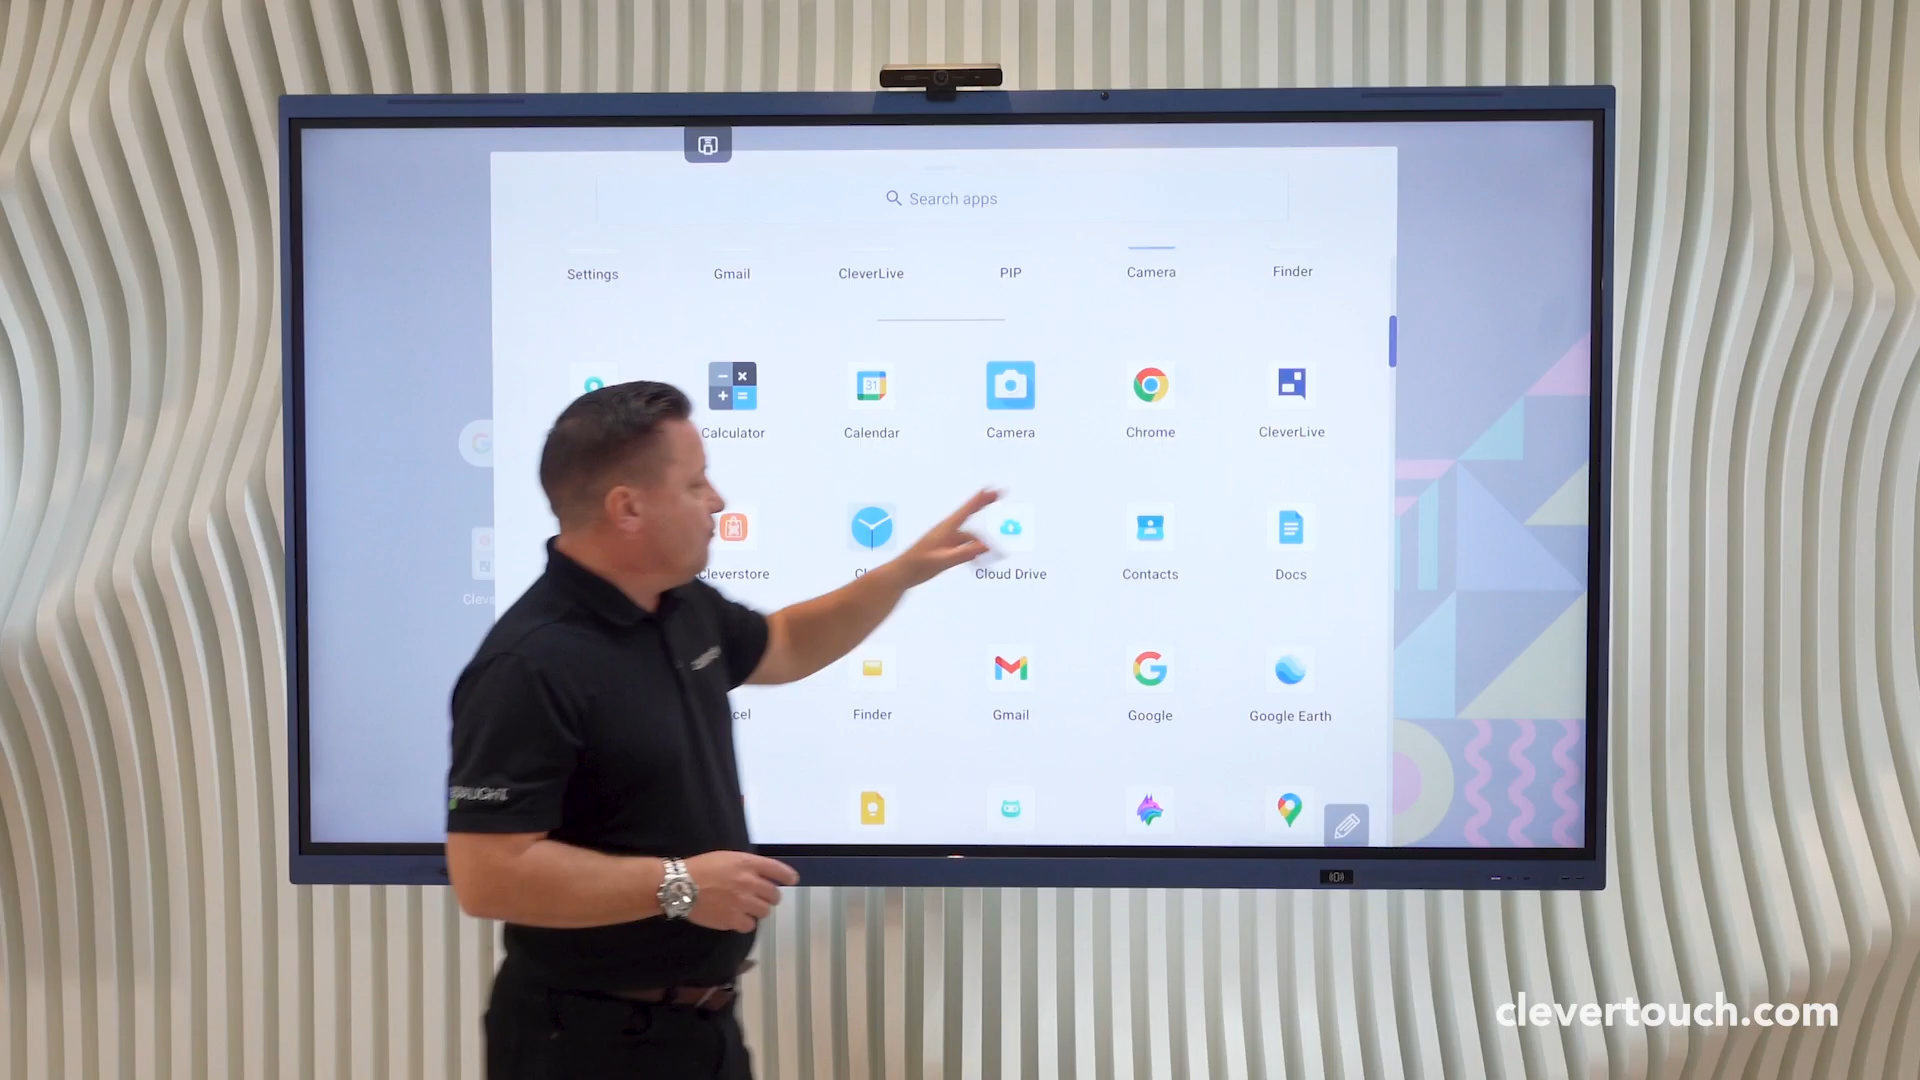 Search apps
Settings
Gmail
CleverLive
PIP
Camera
Finder
Calculator
Calendar
31
Camera
Chrome
CleverLive
Cleverstore
Cloud Drive
Contacts
Docs
Finder
Gmail
Google
Google Earth
clevertouch.com